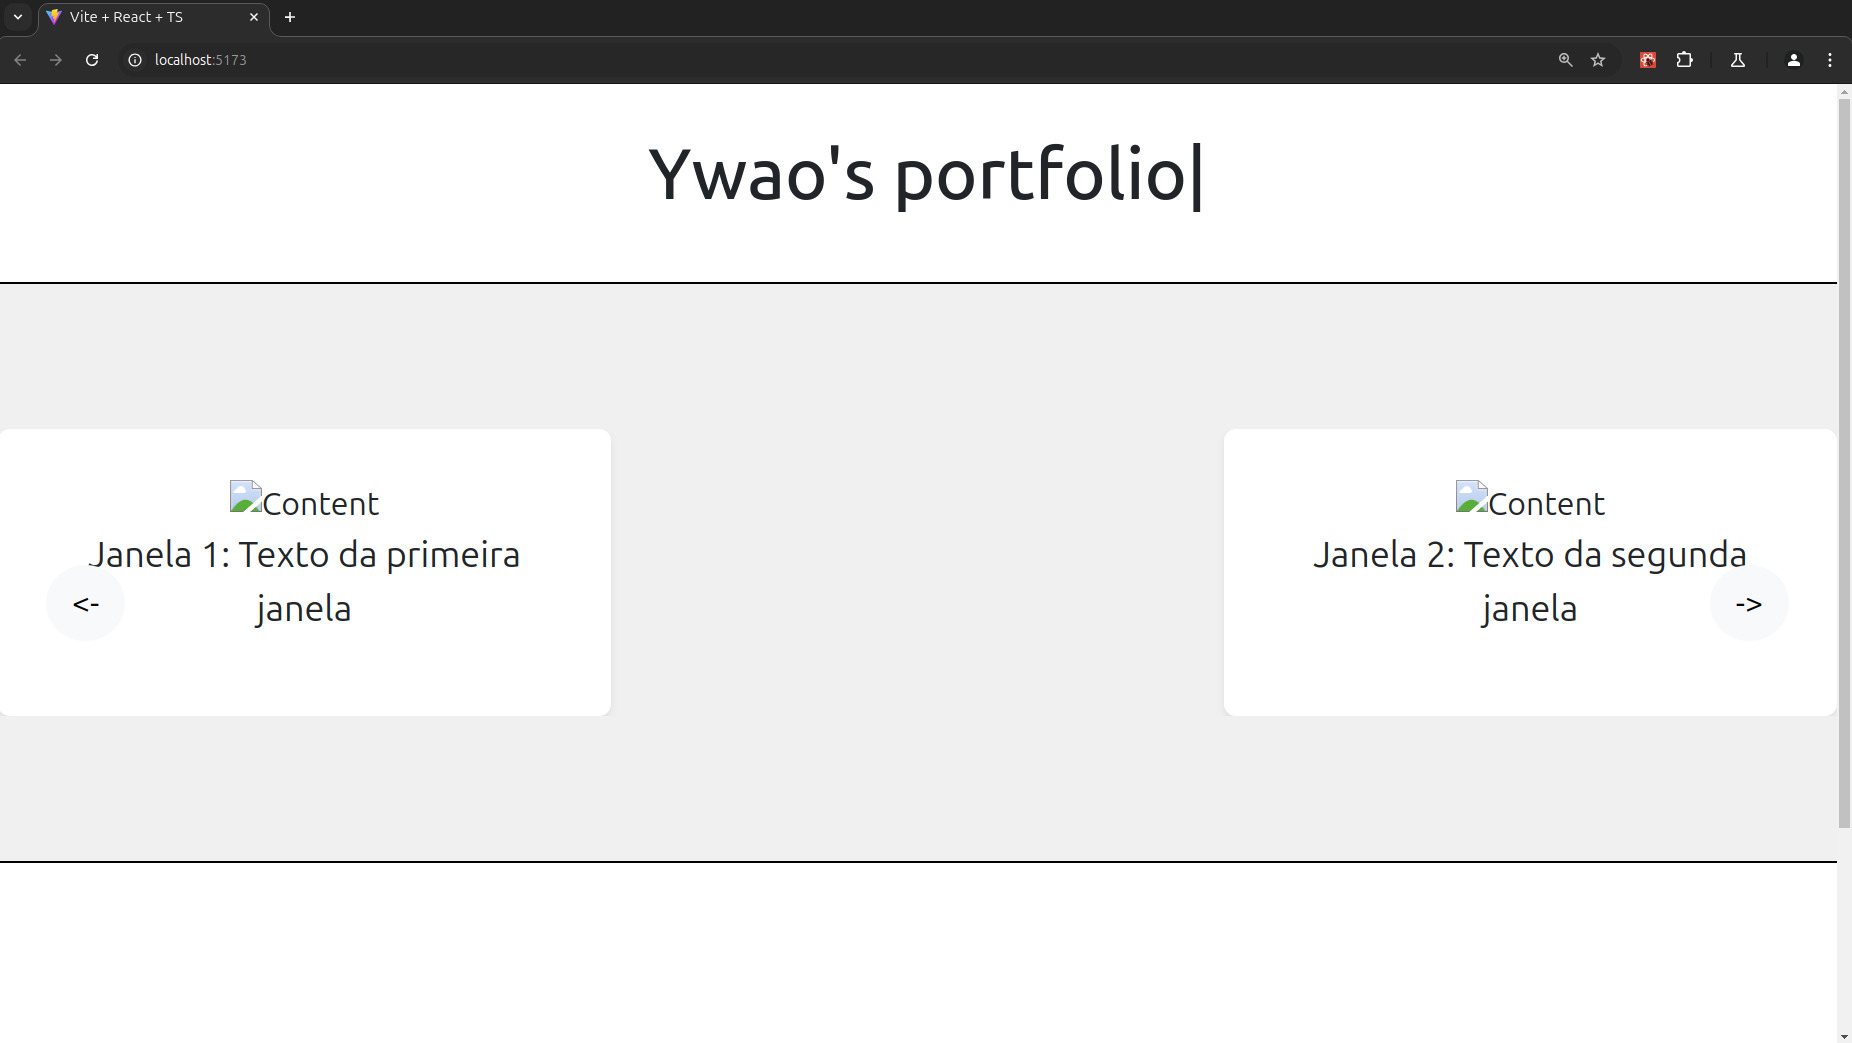 Vite + React + TS
localhost:5173
Ywao's portfolio|
Content
Janela 1: Texto da primeira
janela
<-
Content
Janela 2: Texto da segunda
janela
->